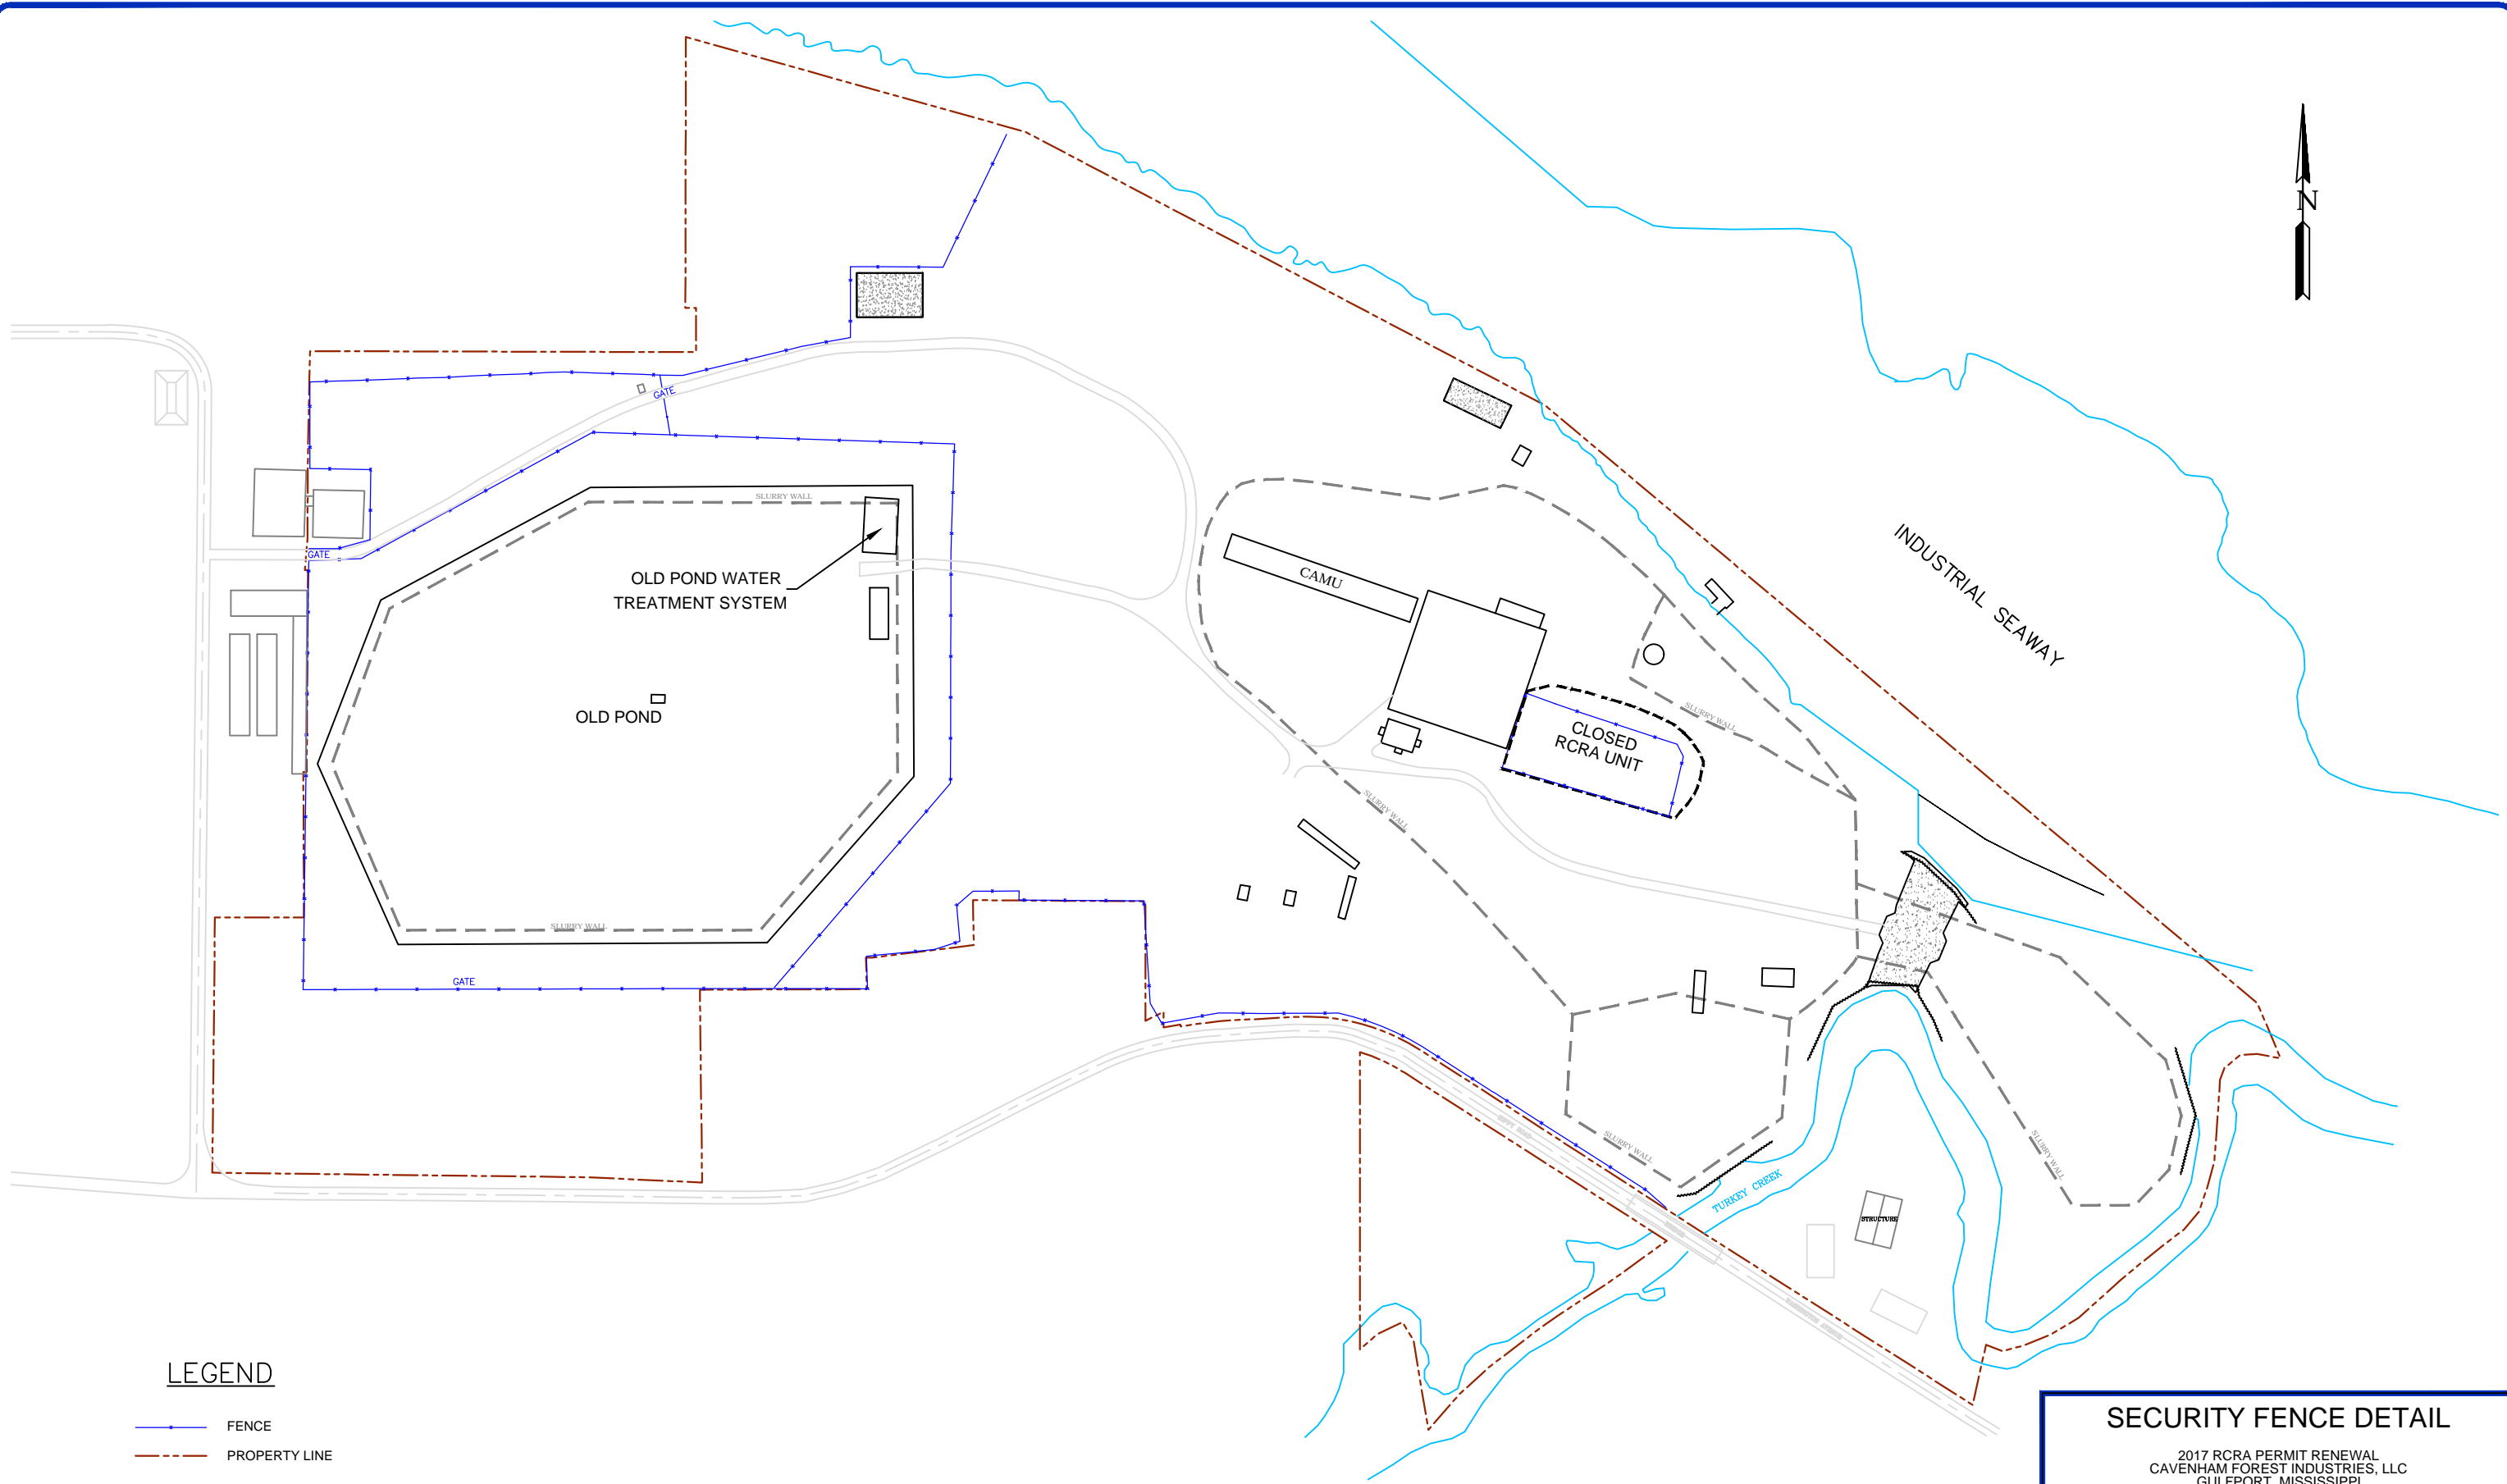 N
GATE
SLURRY WALL
INDUSTRIAL SEAWAY
GATE
OLD POND WATER
TREATMENT SYSTEM
CAMU
OLD POND
SLURRY WALL
CLOSED
RCRA UNIT
SLURRY WALL
SLURRY WALL
GATE
SLURRY WALL
SLURRY WALL
TURKEY CREEK
STRUCTURE
LEGEND
FENCE
PROPERTY LINE
SECURITY FENCE DETAIL
2017 RCRA PERMIT RENEWAL
CAVENHAM FOREST INDUSTRIES, LLC
GULFPORT, MISSISSIPPI